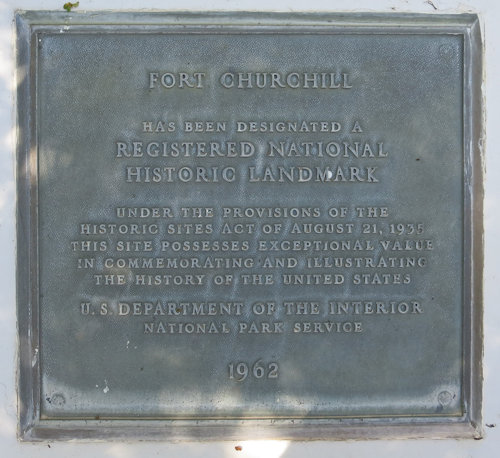 FORT CHURCHILL
HAS BEEN DESIGNATED A
REGISTERED NATIONAL
HISTORIC LANDMARK
UNDER THE PROVISIONS OF THE
HISTORIC SITES ACT OF AUGUST 21, 1935
THIS SITE POSSESSES EXCEPTIONAL VALUE
IN COMMEMORATING AND ILLUSTRATING
THE HISTORY OF THE UNITED STATES
U. S. DEPARTMENT OF THE INTERIOR
NATIONAL PARK SERVICE
1962